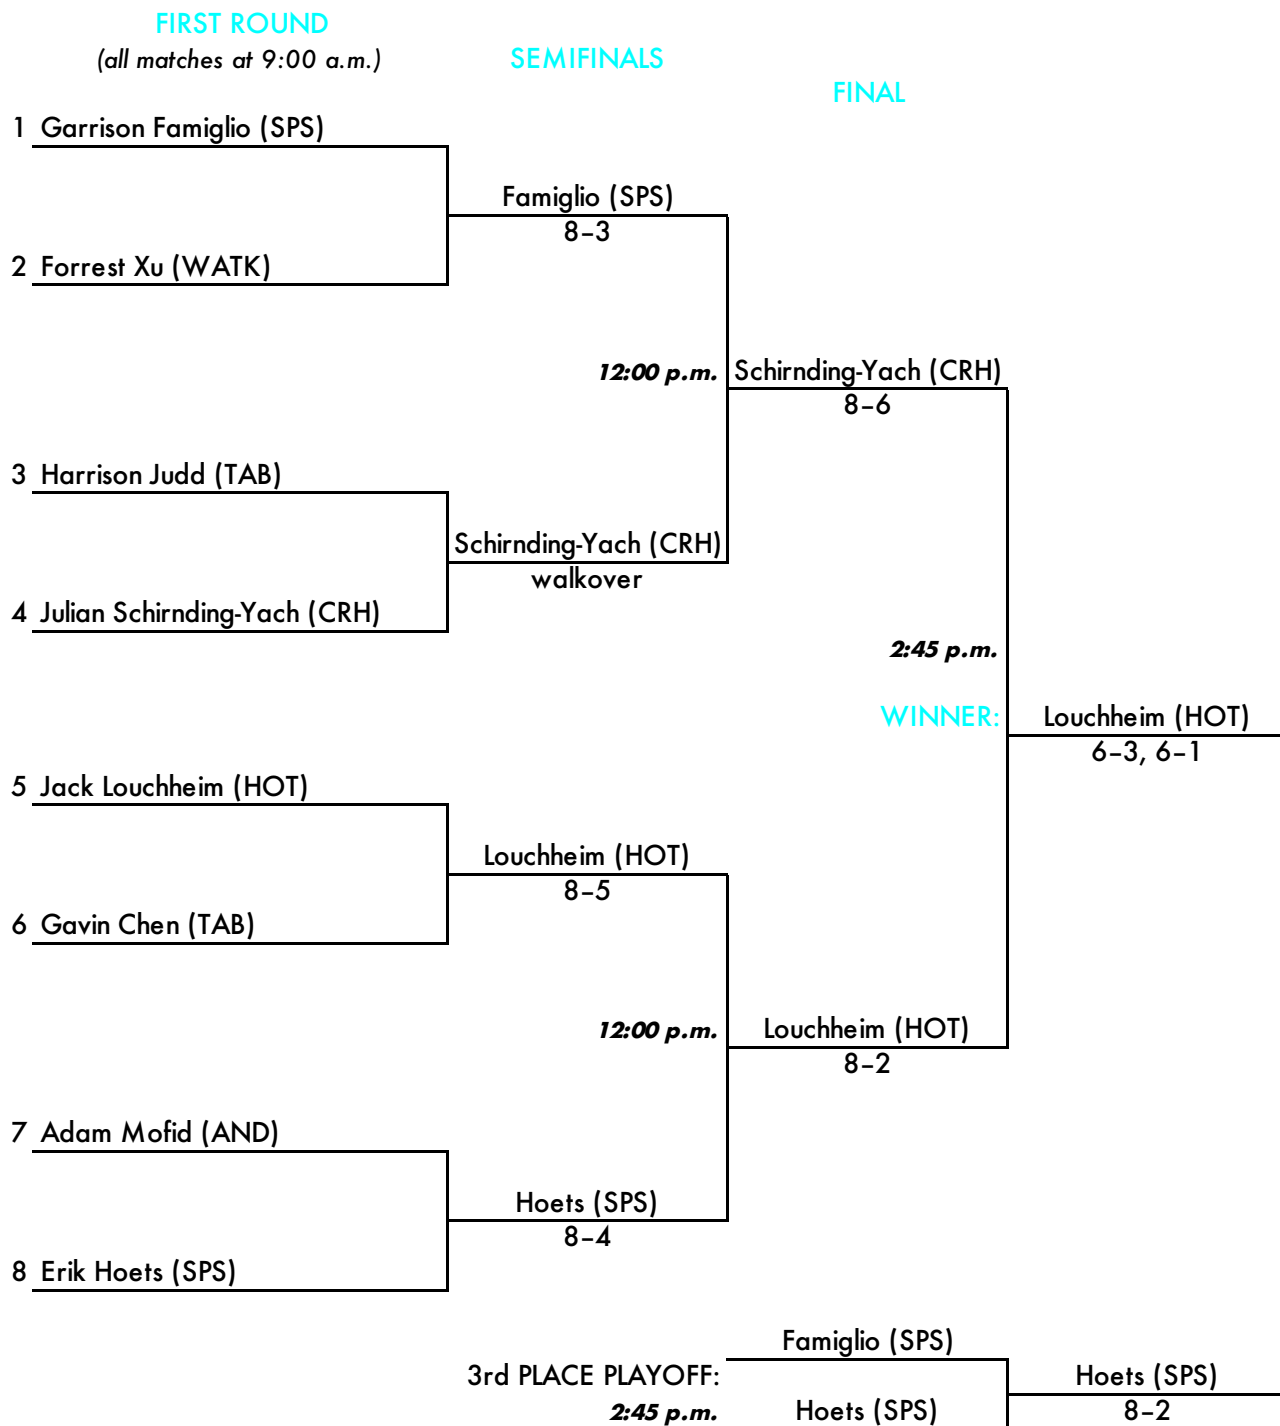 FIRST ROUND
(all matches at 9:00 a.m.)
SEMIFINALS
FINAL
1 Garrison Famiglio (SPS)
Famiglio (SPS)
8–3
2 Forrest Xu (WATK)
12:00 p.m.
Schirnding-Yach (CRH)
8–6
3 Harrison Judd (TAB)
Schirnding-Yach (CRH)
walkover
4 Julian Schirnding-Yach (CRH)
2:45 p.m.
WINNER:
Louchheim (HOT)
6–3, 6–1
5 Jack Louchheim (HOT)
Louchheim (HOT)
8–5
6 Gavin Chen (TAB)
12:00 p.m.
Louchheim (HOT)
8–2
7 Adam Mofid (AND)
Hoets (SPS)
8–4
8 Erik Hoets (SPS)
Famiglio (SPS)
3rd PLACE PLAYOFF:
Hoets (SPS)
2:45 p.m.
Hoets (SPS)
8–2